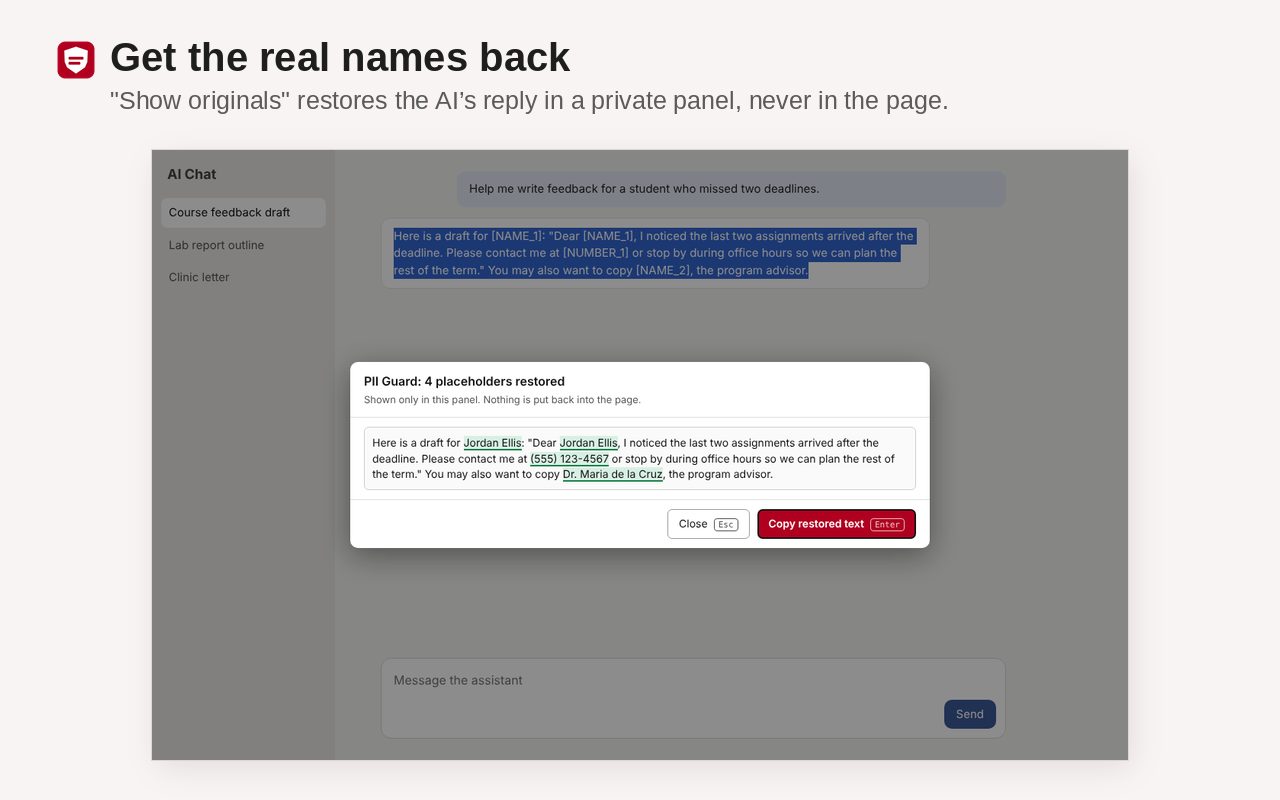 Get the real names back
"Show originals" restores the AI’s reply in a private panel, never in the page.
AI Chat
Course feedback draft
Lab report outline
Clinic letter
Help me write feedback for a student who missed two deadlines.
Here is a draft for [NAME_1]: "Dear [NAME_1], I noticed the last two assignments arrived after the
deadline. Please contact me at [NUMBER_1] or stop by during office hours so we can plan the
rest of the term." You may also want to copy [NAME_2], the program advisor.
PII Guard: 4 placeholders restored
Shown only in this panel. Nothing is put back into the page.
Here is a draft for Jordan Ellis: "Dear Jordan Ellis, I noticed the last two assignments arrived after the
deadline. Please contact me at (555) 123-4567 or stop by during office hours so we can plan the rest of
the term." You may also want to copy Dr. Maria de la Cruz, the program advisor.
Close Esc
Copy restored text Enter
Message the assistant
Send